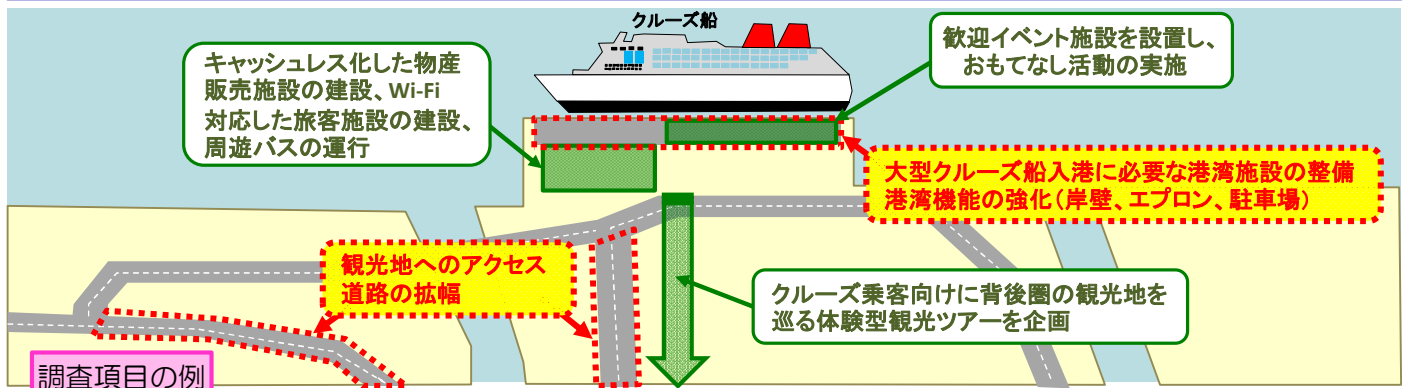 クルーズ船
キャッシュレス化した物産
販売施設の建設、Wi-Fi
対応した旅客施設の建設、
周遊バスの運行
歓迎イベント施設を設置し、
おもてなし活動の実施
大型クルーズ船入港に必要な港湾施設の整備
港湾機能の強化（岸壁、エプロン、駐車場）
観光地へのアクセス
道路の拡幅
クルーズ乗客向けに背後圏の観光地を
巡る体験型観光ツアーを企画
調査項目の例